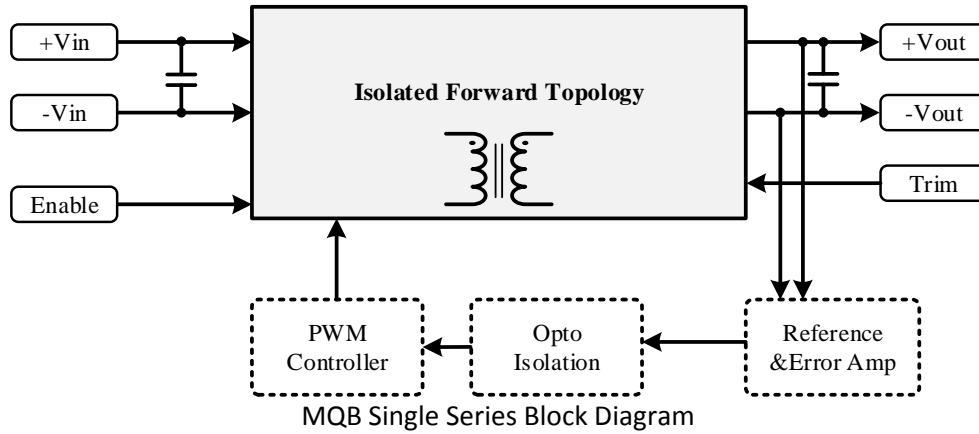 +Vin
+Vout
Isolated Forward Topology
-Vin
-Vout
Enable
Trim
PWM
Controller
Opto
Isolation
Reference
&Error Amp
MQB Single Series Block Diagram